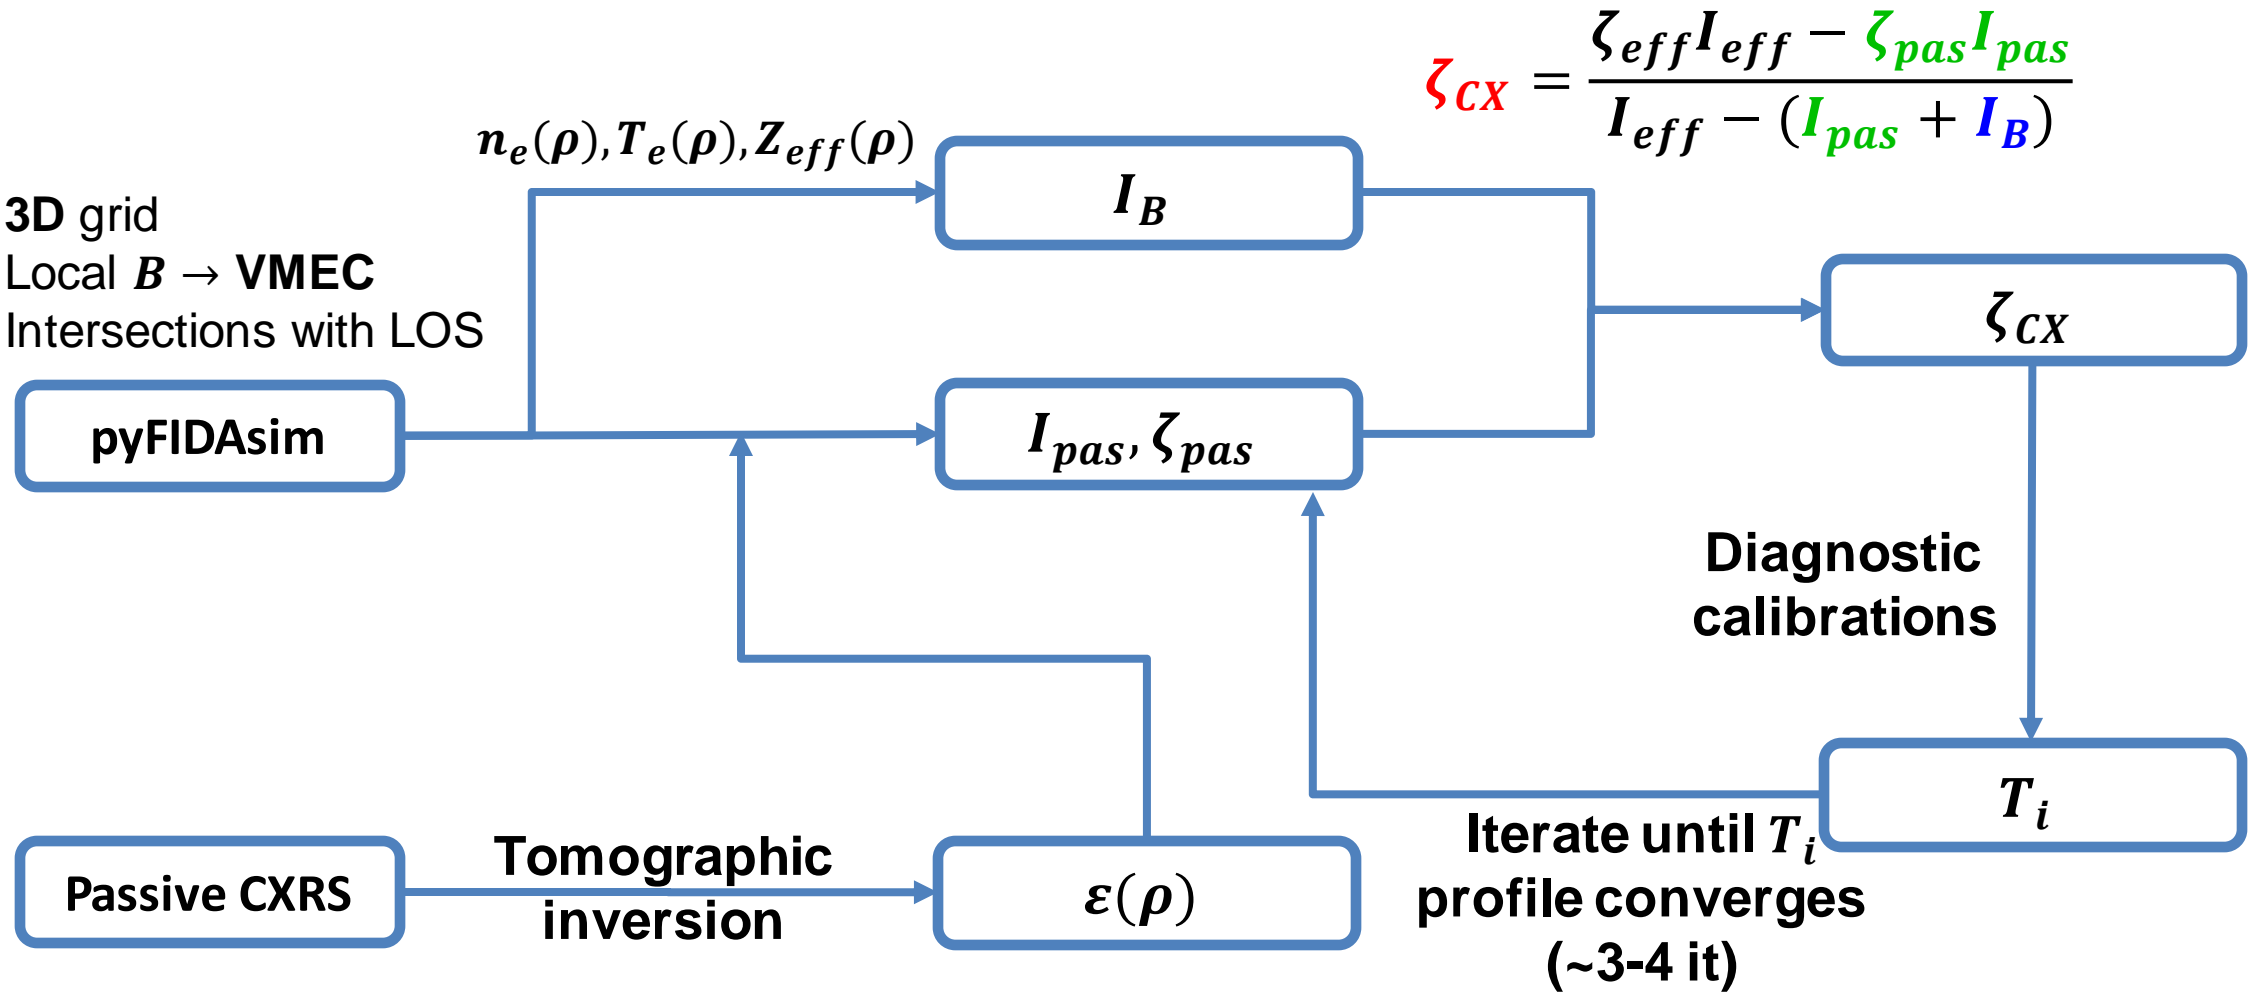 ζ_CX = (ζ_eff I_eff − ζ_pas I_pas) / (I_eff − (I_pas + I_B))
n_e(ρ), T_e(ρ), Z_eff(ρ)
I_B
3D grid
Local B → VMEC
Intersections with LOS
ζ_CX
pyFIDAsim
I_pas, ζ_pas
Diagnostic
calibrations
T_i
Iterate until T_i
profile converges
(~3-4 it)
Passive CXRS
Tomographic
inversion
ε(ρ)